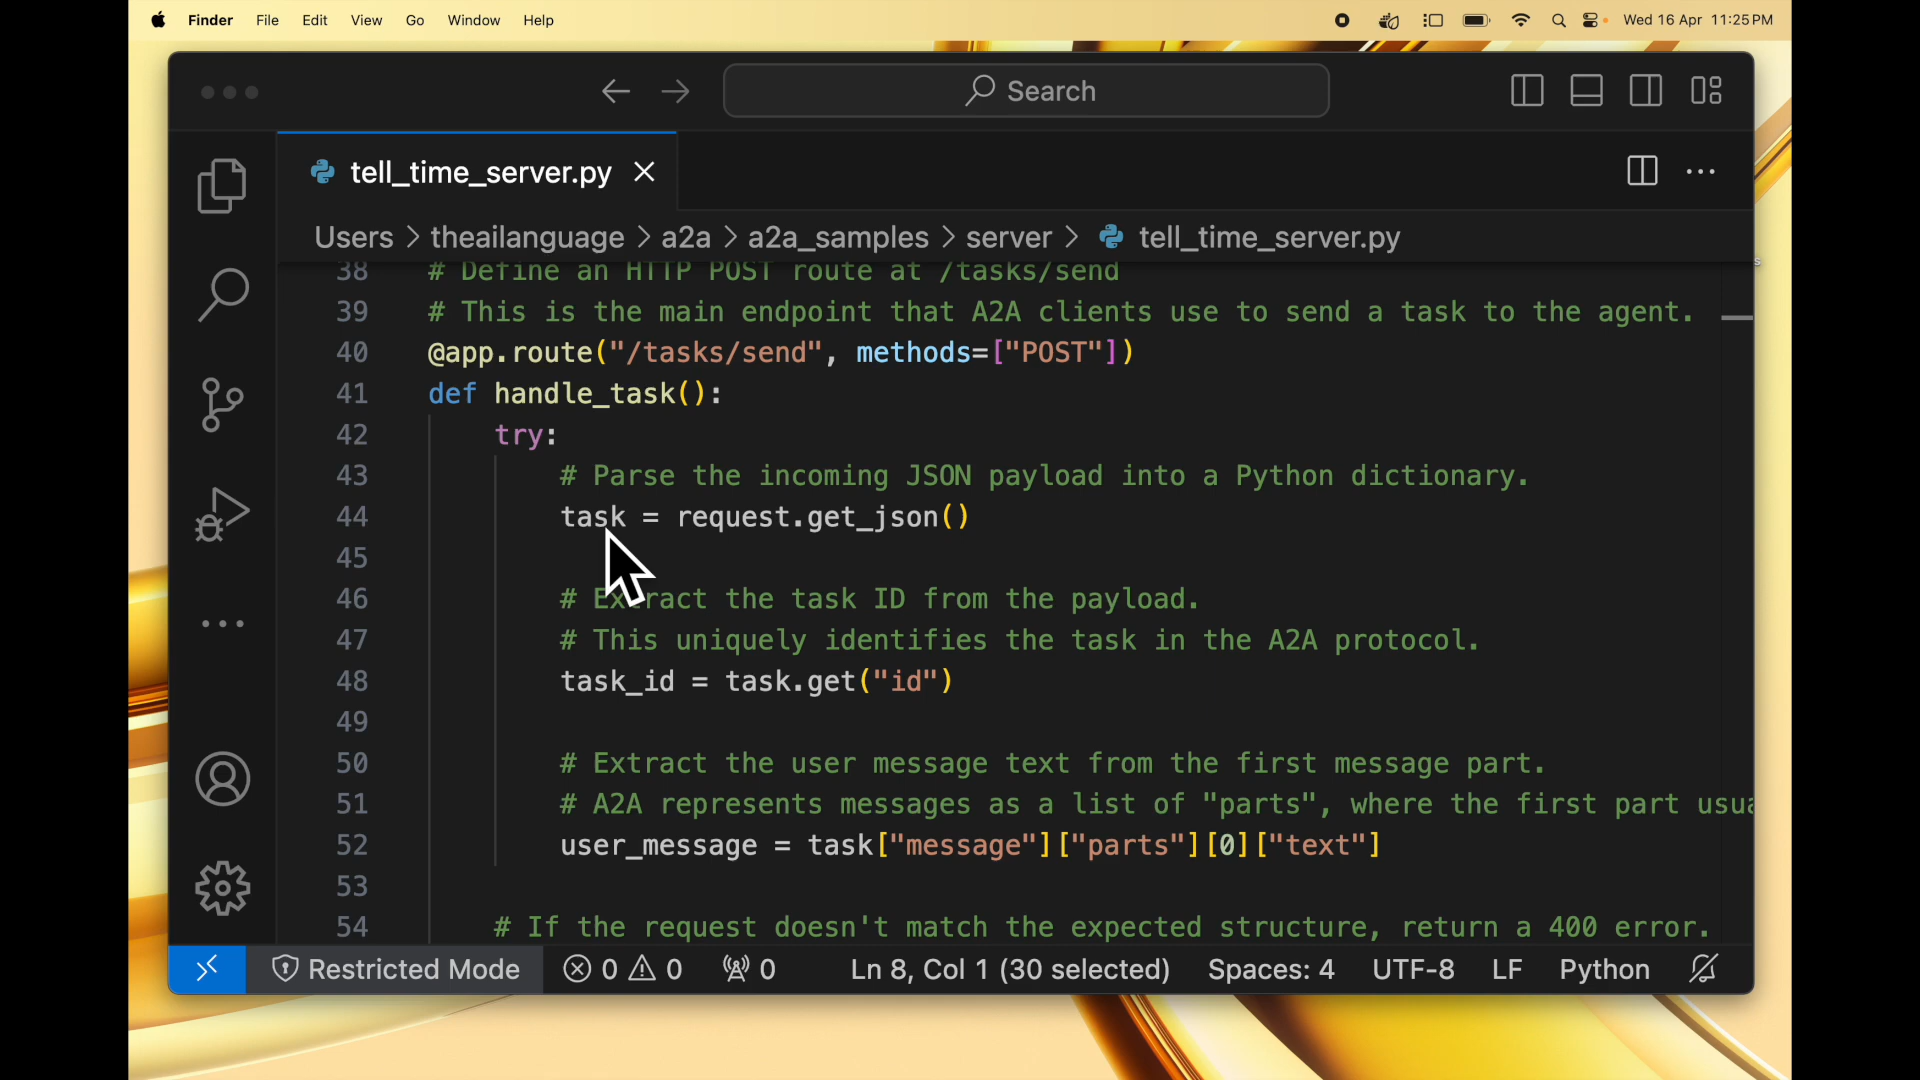 Finder File Edit View Go Window Help Wed 16 Apr 11:25 PM
Search
tell_time_server.py
Users > theailanguage > a2a > a2a_samples > server > tell_time_server.py
38 # Define an HTTP POST route at /tasks/send
39 # This is the main endpoint that A2A clients use to send a task to the agent.
40 @app.route("/tasks/send", methods=["POST"])
41 def handle_task():
42 try:
43 # Parse the incoming JSON payload into a Python dictionary.
44 task = request.get_json()
45
46 # Extract the task ID from the payload.
47 # This uniquely identifies the task in the A2A protocol.
48 task_id = task.get("id")
49
50 # Extract the user message text from the first message part.
51 # A2A represents messages as a list of "parts", where the first part usua
52 user_message = task["message"]["parts"][0]["text"]
53
54 # If the request doesn't match the expected structure, return a 400 error.
Restricted Mode 0 0 0 Ln 8, Col 1 (30 selected) Spaces: 4 UTF-8 LF Python